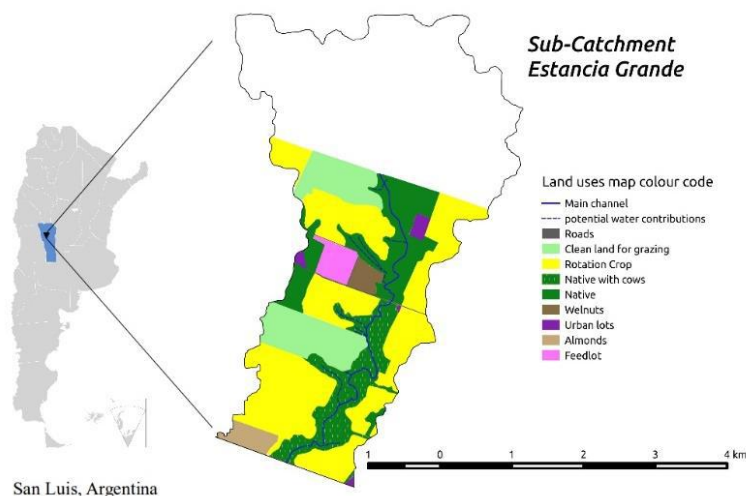 Sub-Catchment
Estancia Grande
Land uses map colour code
Main channel
potential water contributions
Roads
Clean land for grazing
Rotation Crop
Native with cows
Native
Welnuts
Urban lots
Almonds
Feedlot
1 0 1 2 3 4 km
San Luis, Argentina